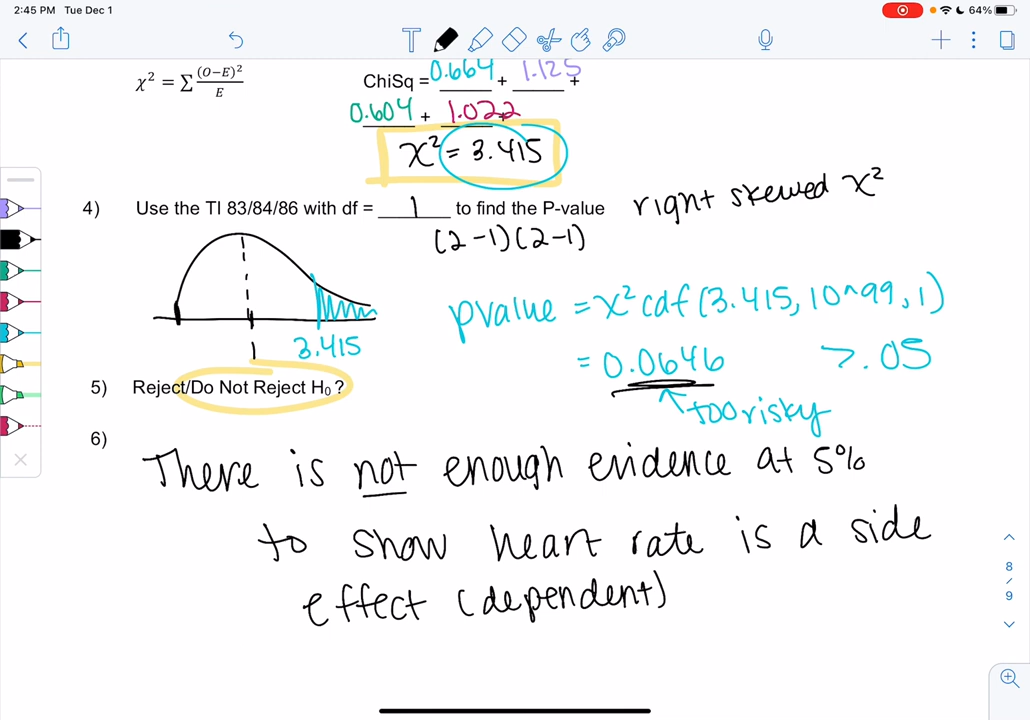 2:45 PM Tue Dec 1
64%
χ² = ∑ (O−E)² / E
ChiSq = 0.664 + 1.125 +
0.604 + 1.022
χ² = 3.415
4) Use the TI 83/84/86 with df = 1 to find the P-value
right skewed χ²
(2-1)(2-1)
pvalue = χ²cdf(3.415, 10^99, 1)
1
3.415
= 0.0646 >.05
5) Reject/Do Not Reject H₀ ?
too risky
6)
There is not enough evidence at 5%
to show heart rate is a side
effect (dependent)
8
/
9